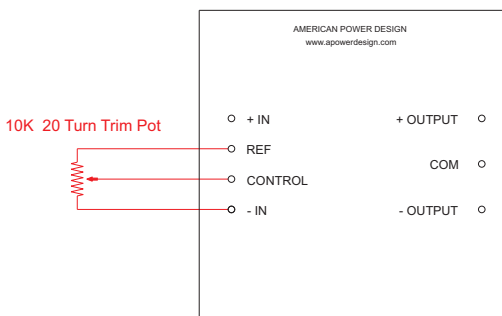 AMERICAN POWER DESIGN
www.apowerdesign.com
10K 20 Turn Trim Pot
+ IN
REF
CONTROL
- IN
+ OUTPUT
COM
- OUTPUT